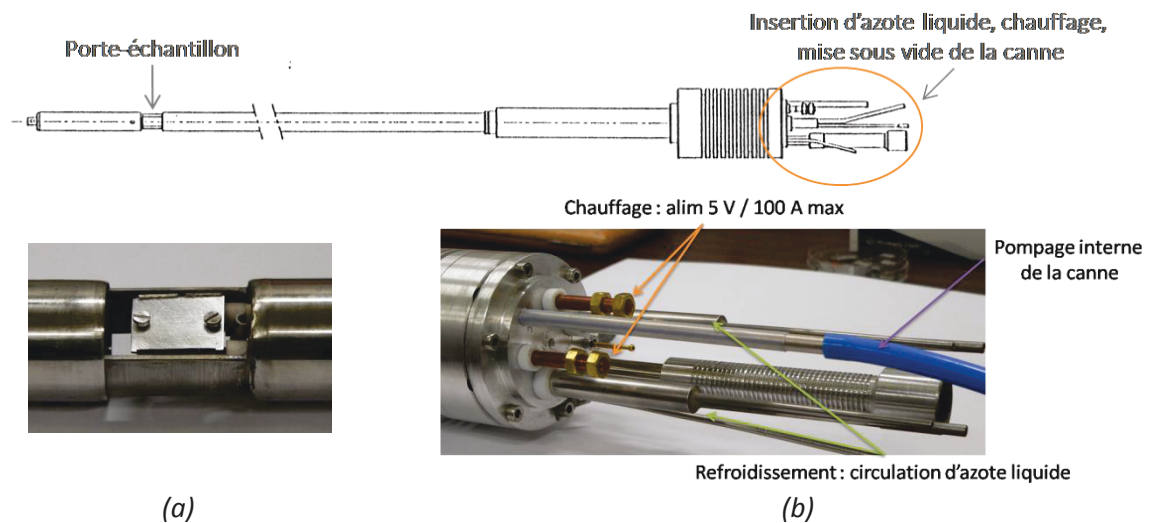 Insertion d'azote liquide, chauffage,
mise sous vide de la canne
Porte-échantillon
Chauffage : alim 5 V / 100 A max
Pompage interne
de la canne
Refroidissement : circulation d'azote liquide
(a)
(b)